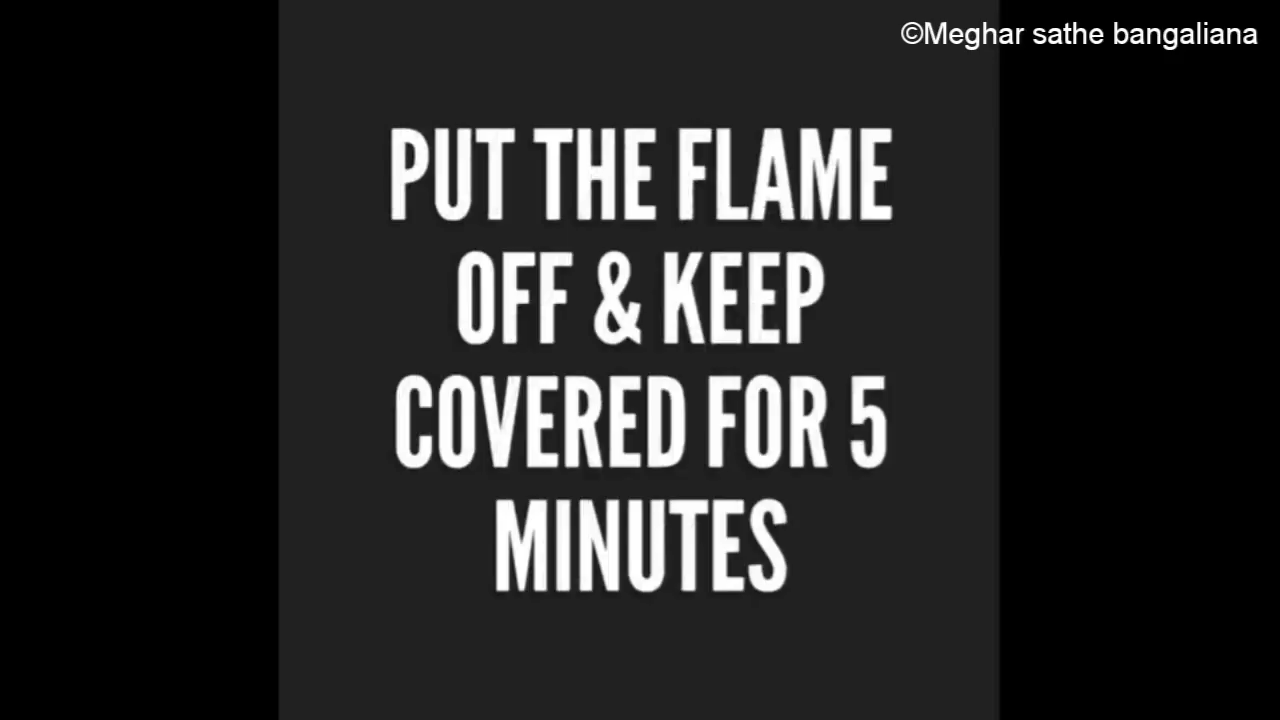 ©Meghar sathe bangaliana
PUT THE FLAME
OFF & KEEP
COVERED FOR 5
MINUTES